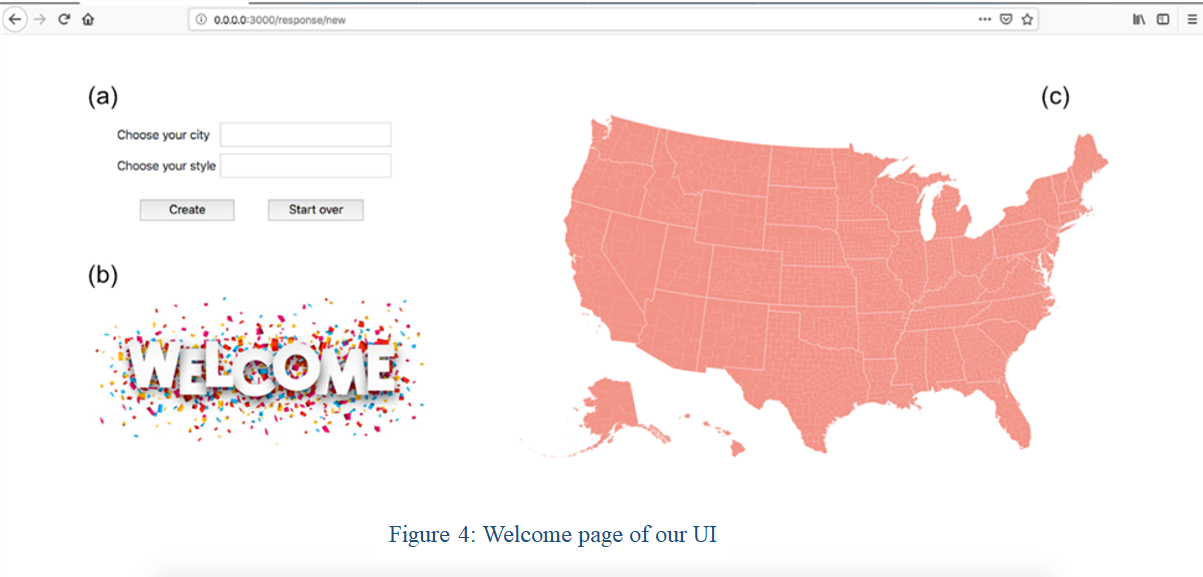 0.0.0.0:3000/response/new
(a)
Choose your city
Choose your style
Create
Start over
(b)
WELCOME
(c)
Figure 4: Welcome page of our UI